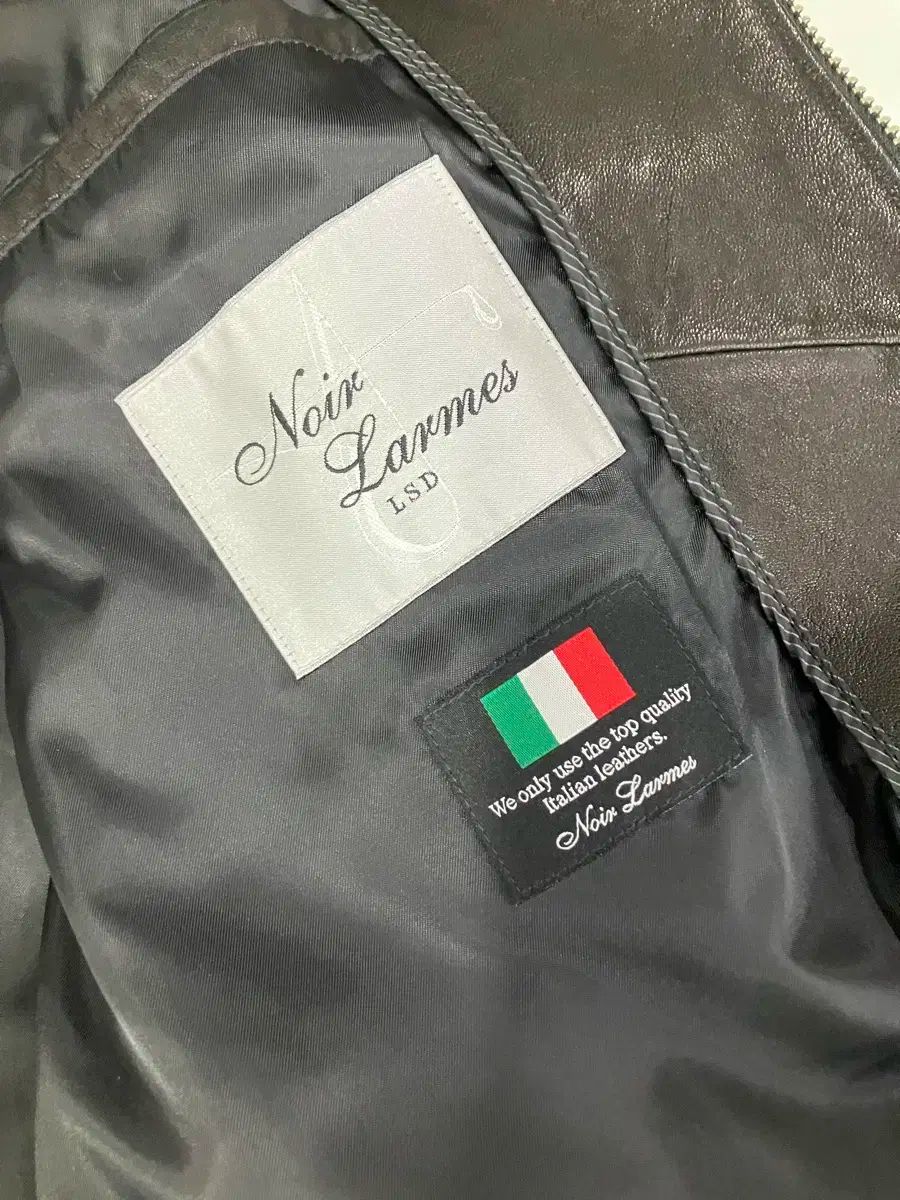 Noir
Larmes
LSD
We only use the top quality
Italian leathers.
Noir Larmes